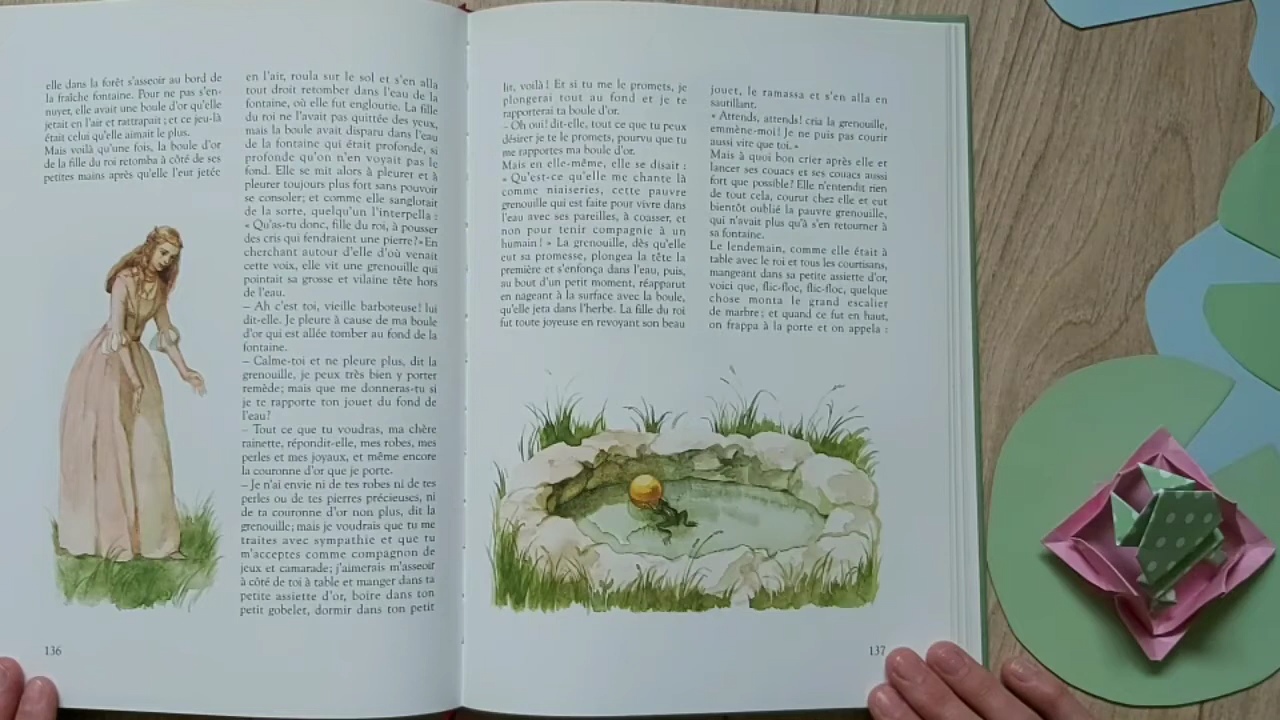 elle dans la forêt s'asseoir au bord de
la fraîche fontaine. Pour ne pas s'en-
nuyer, elle avait une boule d'or qu'elle
jetait en l'air et rattrapait ; et ce jeu-là
était celui qu'elle aimait le plus.
Mais voilà qu'une fois, la boule d'or
de la fille du roi retomba à côté de ses
petites mains après qu'elle l'eut jetée
en l'air, roula sur le sol et s'en alla
tout droit retomber dans l'eau de la
fontaine, où elle fut engloutie. La fille
du roi ne l'avait pas quittée des yeux,
mais la boule avait disparu dans l'eau
de la fontaine qui était profonde, si
profonde qu'on n'en voyait pas le
fond. Elle se mit alors à pleurer et à
pleurer toujours plus fort sans pouvoir
se consoler ; et comme elle sanglotait
de la sorte, quelqu'un l'interpella :
« Qu'as-tu donc, fille du roi, à pousser
des cris qui fendraient une pierre ? » En
cherchant autour d'elle d'où venait
cette voix, elle vit une grenouille qui
pointait sa grosse et vilaine tête hors
de l'eau.
– Ah c'est toi, vieille barboteuse ! lui
dit-elle. Je pleure à cause de ma boule
d'or qui est allée tomber au fond de la
fontaine.
– Calme-toi et ne pleure plus, dit la
grenouille, je peux très bien y porter
remède ; mais que me donneras-tu si
je te rapporte ton jouet du fond de
l'eau ?
– Tout ce que tu voudras, ma chère
rainette, répondit-elle, mes robes, mes
perles et mes joyaux, et même encore
la couronne d'or que je porte.
– Je n'ai envie ni de tes robes ni de tes
perles ou de tes pierres précieuses, ni
de ta couronne d'or non plus, dit la
grenouille ; mais je voudrais que tu me
traites avec sympathie et que tu
m'acceptes comme compagnon de
jeux et camarade ; j'aimerais m'asseoir
à côté de toi à table et manger dans ta
petite assiette d'or, boire dans ton
petit gobelet, dormir dans ton petit
136
lit, voilà ! Et si tu me le promets, je
plongerai tout au fond et je te
rapporterai ta boule d'or.
– Oh oui ! dit-elle, tout ce que tu peux
désirer je te le promets, pourvu que tu
me rapportes ma boule d'or.
Mais en elle-même, elle se disait :
« Qu'est-ce qu'elle me chante là
comme niaiseries, cette pauvre
grenouille qui est faite pour vivre dans
l'eau avec ses pareilles, à coasser, et
non pour tenir compagnie à un
humain ! » La grenouille, dès qu'elle
eut sa promesse, plongea la tête la
première et s'enfonça dans l'eau, puis,
au bout d'un petit moment, réapparut
en nageant à la surface avec la boule,
qu'elle jeta dans l'herbe. La fille du roi
fut toute joyeuse en revoyant son beau
jouet, le ramassa et s'en alla en
sautillant.
« Attends, attends ! cria la grenouille,
emmène-moi ! Je ne puis pas courir
aussi vite que toi. »
Mais à quoi bon crier après elle et
lancer ses couacs et ses couacs aussi
fort que possible ? Elle n'entendit rien
de tout cela, courut chez elle et eut
bientôt oublié la pauvre grenouille,
qui n'avait plus qu'à s'en retourner à
sa fontaine.
Le lendemain, comme elle était à
table avec le roi et tous les courtisans,
mangeant dans sa petite assiette d'or,
voici que, flic-floc, flic-floc, quelque
chose monta le grand escalier
de marbre ; et quand ce fut en haut,
on frappa à la porte et on appela :
137